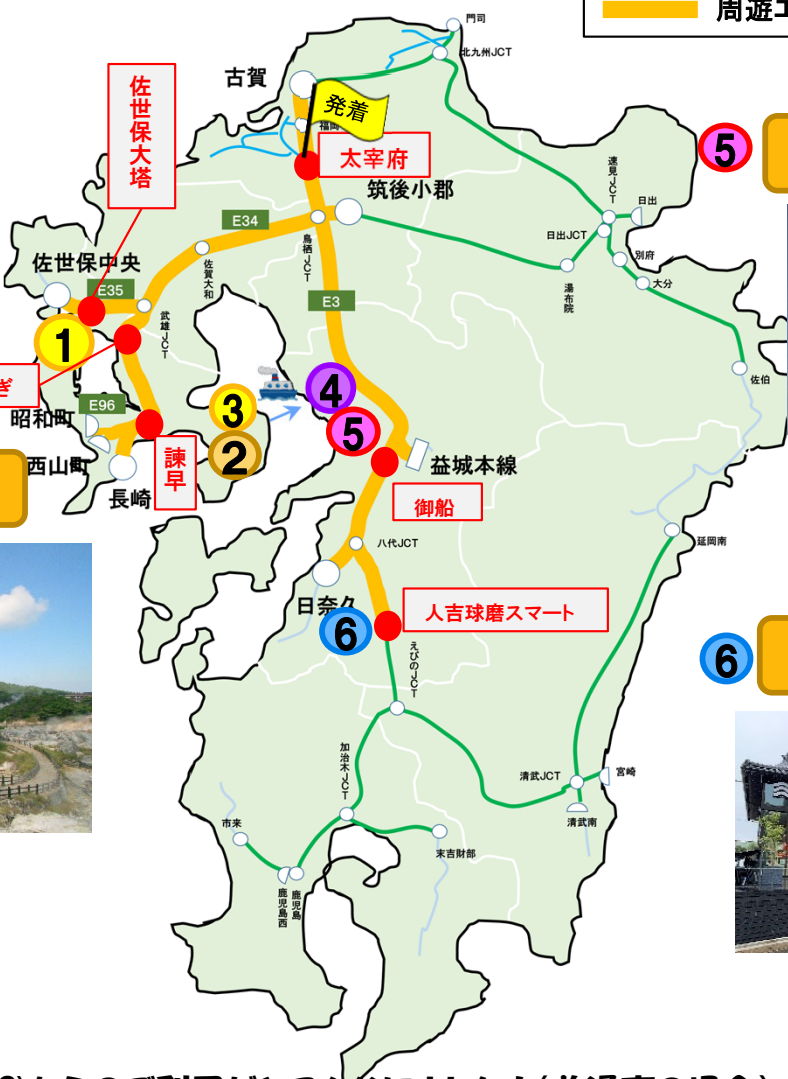 周遊エ
門司
北九州JCT
古賀
発着
福岡
太宰府
佐世保大塔
筑後小郡
速見JCT
日出
日出JCT
別府
大分
湯布院
佐伯
5
E34
鳥栖JCT
佐賀大和
佐世保中央
E35
武雄JCT
E3
1
ぎ
E96
昭和町
西山町
長崎
諫早
3
2
4
5
益城本線
御船
八代JCT
日奈久
人吉球磨スマート
6
えびのJCT
延岡南
6
加治木JCT
清武JCT
宮崎
清武南
市来
末吉財部
鹿児島西
鹿児島